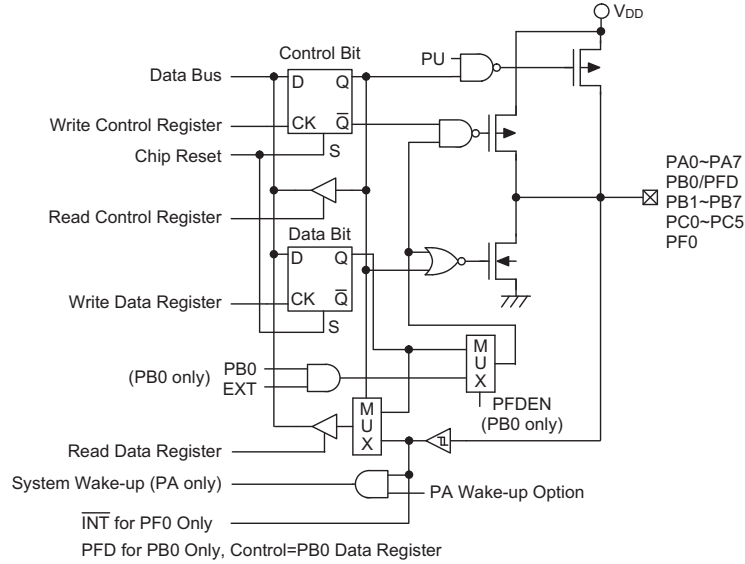 VDD
Control Bit
PU
Data Bus
D Q
Write Control Register
CK Q
Chip Reset
S
PA0~PA7
PB0/PFD
PB1~PB7
PC0~PC5
PF0
Read Control Register
Data Bit
D Q
Write Data Register
CK Q
S
(PB0 only)
PB0
EXT
MUX
PFDEN
(PB0 only)
MUX
Read Data Register
System Wake-up (PA only)
PA Wake-up Option
INT for PF0 Only
PFD for PB0 Only, Control=PB0 Data Register